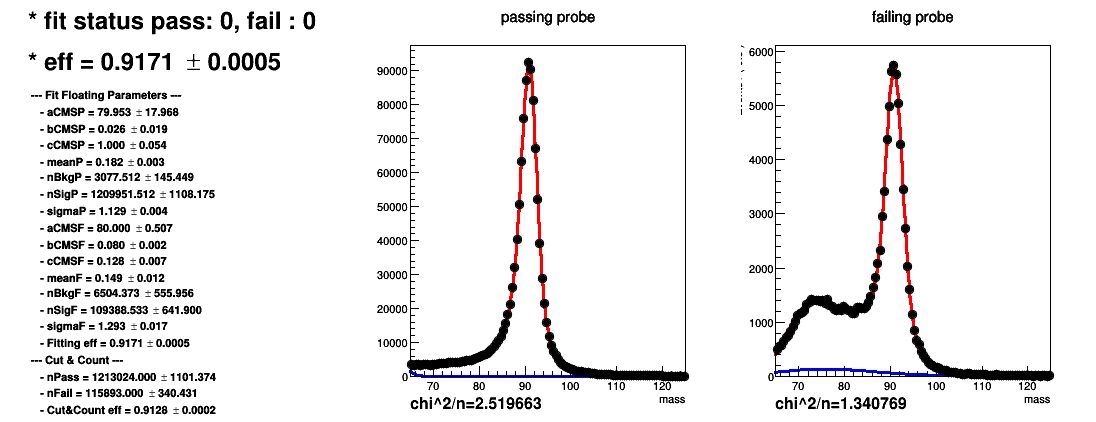 * fit status pass: 0, fail : 0
* eff = 0.9171 ± 0.0005
--- Fit Floating Parameters ---
- aCMSP = 79.953 ± 17.968
- bCMSP = 0.026 ± 0.019
- cCMSP = 1.000 ± 0.054
- meanP = 0.182 ± 0.003
- nBkgP = 3077.512 ± 145.449
- nSigP = 1209951.512 ± 1108.175
- sigmaP = 1.129 ± 0.004
- aCMSF = 80.000 ± 0.507
- bCMSF = 0.080 ± 0.002
- cCMSF = 0.128 ± 0.007
- meanF = 0.149 ± 0.012
- nBkgF = 6504.373 ± 555.956
- nSigF = 109388.533 ± 641.900
- sigmaF = 1.293 ± 0.017
- Fitting eff = 0.9171 ± 0.0005
--- Cut & Count ---
- nPass = 1213024.000 ± 1101.374
- nFail = 115893.000 ± 340.431
- Cut&Count eff = 0.9128 ± 0.0002
passing probe
90000
80000
70000
60000
50000
40000
30000
20000
10000
0
70 80 90 100 110 120
mass
chi^2/n=2.519663
failing probe
6000
5000
4000
3000
2000
1000
0
70 80 90 100 110 120
mass
chi^2/n=1.340769